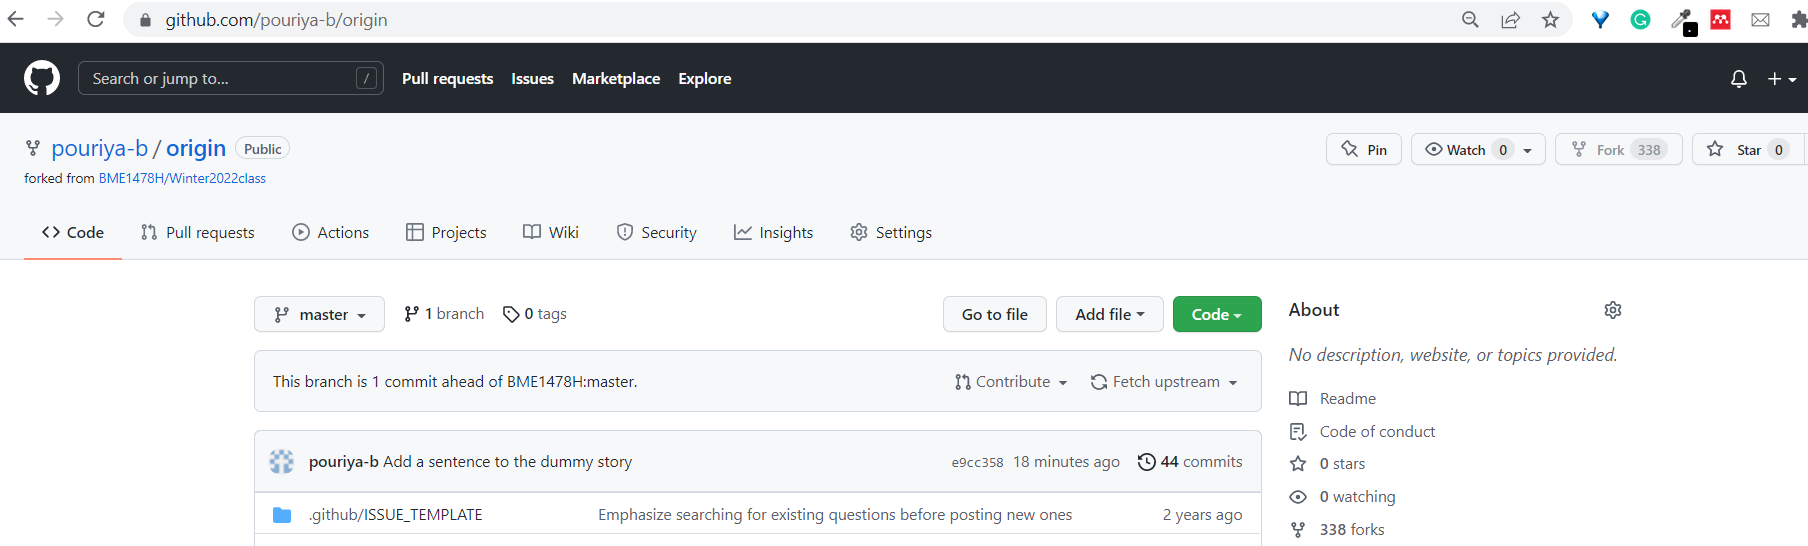 github.com/pouriya-b/origin
Search or jump to... /
Pull requests Issues Marketplace Explore
pouriya-b / origin Public
Pin Watch 0 Fork 338 Star 0
forked from BME1478H/Winter2022class
Code Pull requests Actions Projects Wiki Security Insights Settings
master 1 branch 0 tags Go to file Add file Code
This branch is 1 commit ahead of BME1478H:master. Contribute Fetch upstream
pouriya-b Add a sentence to the dummy story e9cc358 18 minutes ago 44 commits
.github/ISSUE_TEMPLATE Emphasize searching for existing questions before posting new ones 2 years ago
About
No description, website, or topics provided.
Readme
Code of conduct
0 stars
0 watching
338 forks